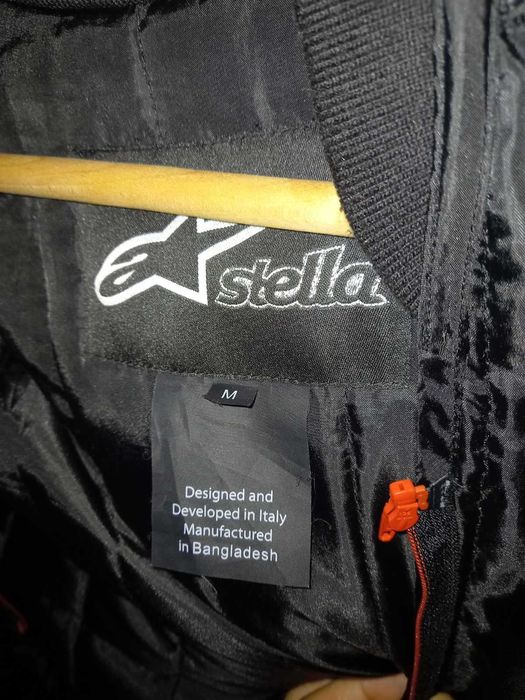 stella
M
Designed and
Developed in Italy
Manufactured
in Bangladesh